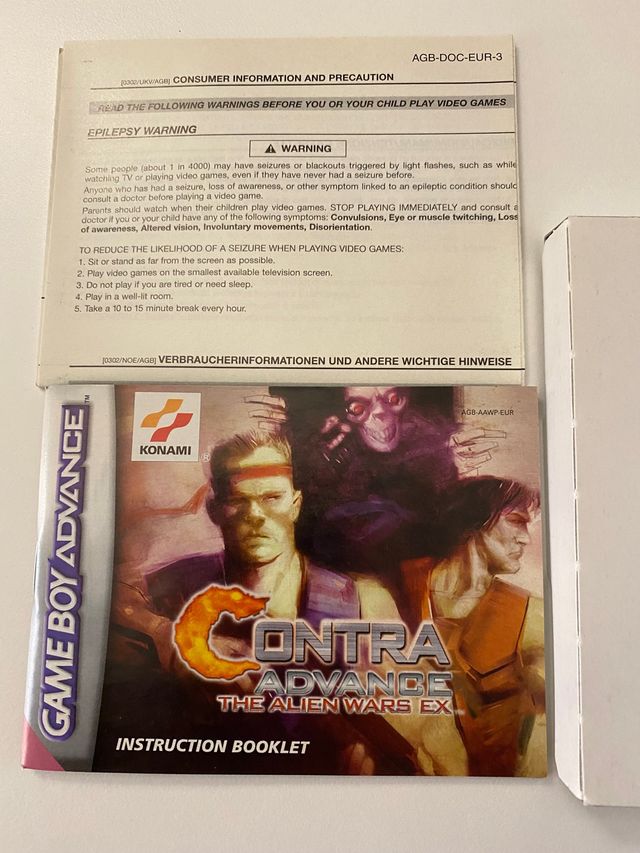 AGB-DOC-EUR-3
[0302/UKV/AGB] CONSUMER INFORMATION AND PRECAUTION
READ THE FOLLOWING WARNINGS BEFORE YOU OR YOUR CHILD PLAY VIDEO GAMES
EPILEPSY WARNING
⚠ WARNING
Some people (about 1 in 4000) may have seizures or blackouts triggered by light flashes, such as while
watching TV or playing video games, even if they have never had a seizure before.
Anyone who has had a seizure, loss of awareness, or other symptom linked to an epileptic condition should
consult a doctor before playing a video game.
Parents should watch when their children play video games. STOP PLAYING IMMEDIATELY and consult a
doctor if you or your child have any of the following symptoms: Convulsions, Eye or muscle twitching, Loss
of awareness, Altered vision, Involuntary movements, Disorientation.
TO REDUCE THE LIKELIHOOD OF A SEIZURE WHEN PLAYING VIDEO GAMES:
1. Sit or stand as far from the screen as possible.
2. Play video games on the smallest available television screen.
3. Do not play if you are tired or need sleep.
4. Play in a well-lit room.
5. Take a 10 to 15 minute break every hour.
[0302/NOE/AGB] VERBRAUCHERINFORMATIONEN UND ANDERE WICHTIGE HINWEISE
GAME BOY ADVANCE™
KONAMI®
AGB-AAWP-EUR
CONTRA
ADVANCE
THE ALIEN WARS EX™
INSTRUCTION BOOKLET